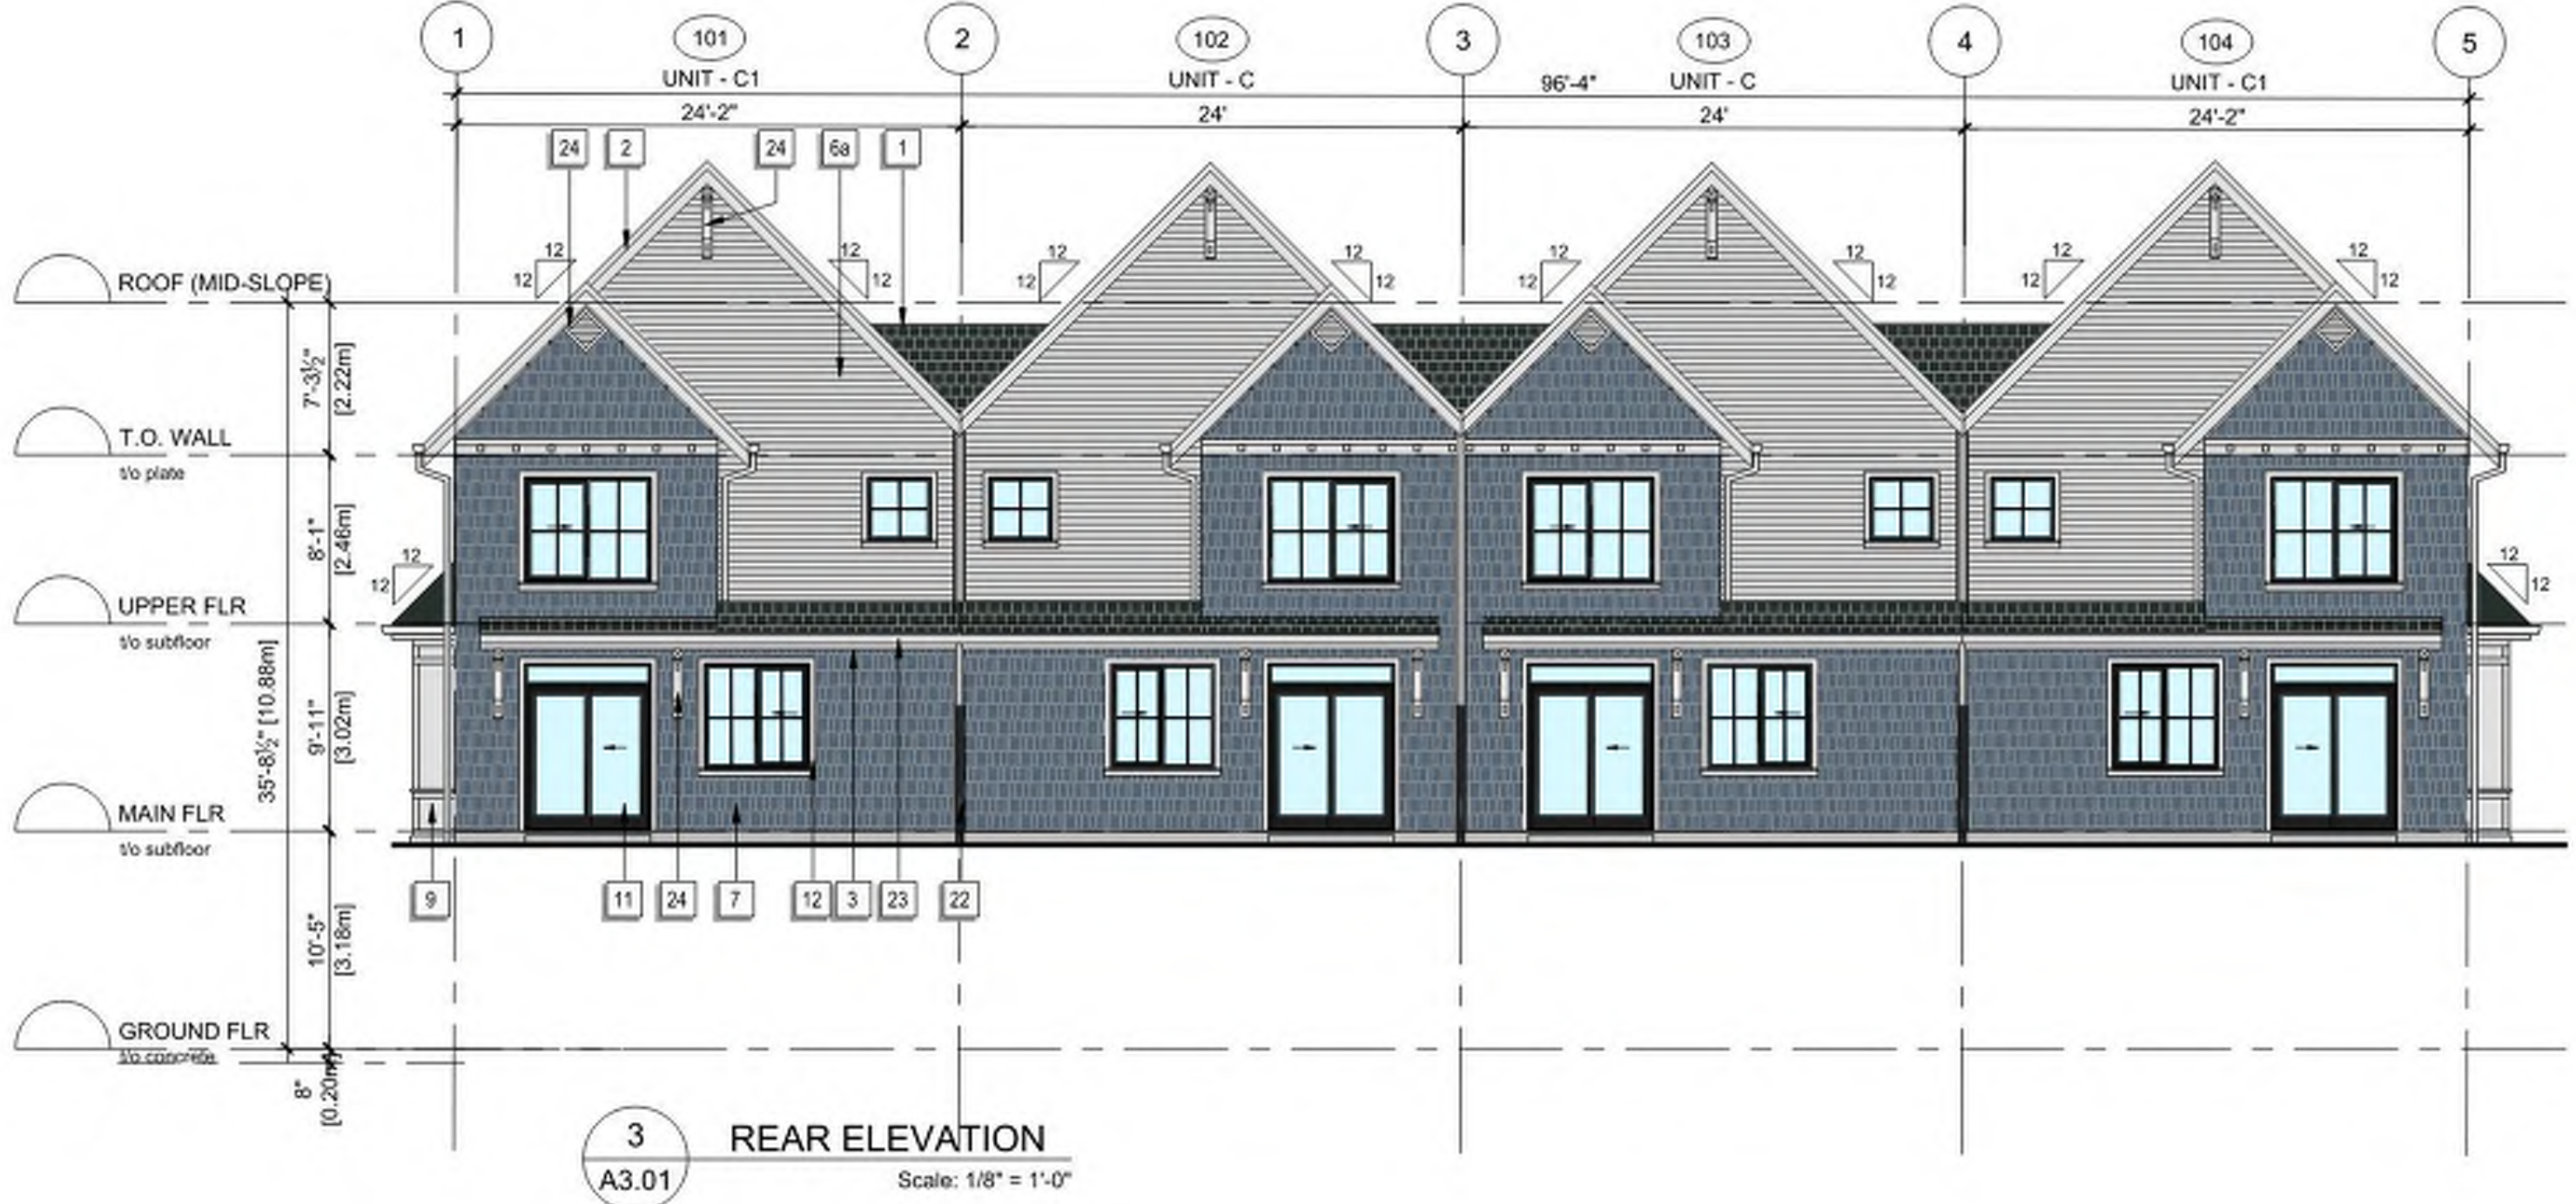 1 101 2 102 3 103 4 104 5
UNIT - C1 UNIT - C 96'-4" UNIT - C UNIT - C1
24'-2" 24' 24' 24'-2"
24 2 24 6a 1
12 12 12 12 12 12 12 12
12 12 12 12 12 12 12 12
ROOF (MID-SLOPE)
7'-3½"
[2.22m]
T.O. WALL
t/o plate
8'-1"
[2.46m]
12 12
12 12
UPPER FLR
t/o subfloor
35'-8½" [10.88m]
9'-11"
[3.02m]
MAIN FLR
t/o subfloor
9 11 24 7 12 3 23 22
10'-5"
[3.18m]
GROUND FLR
t/o concrete
8"
[0.20m]
3 REAR ELEVATION
A3.01 Scale: 1/8" = 1'-0"